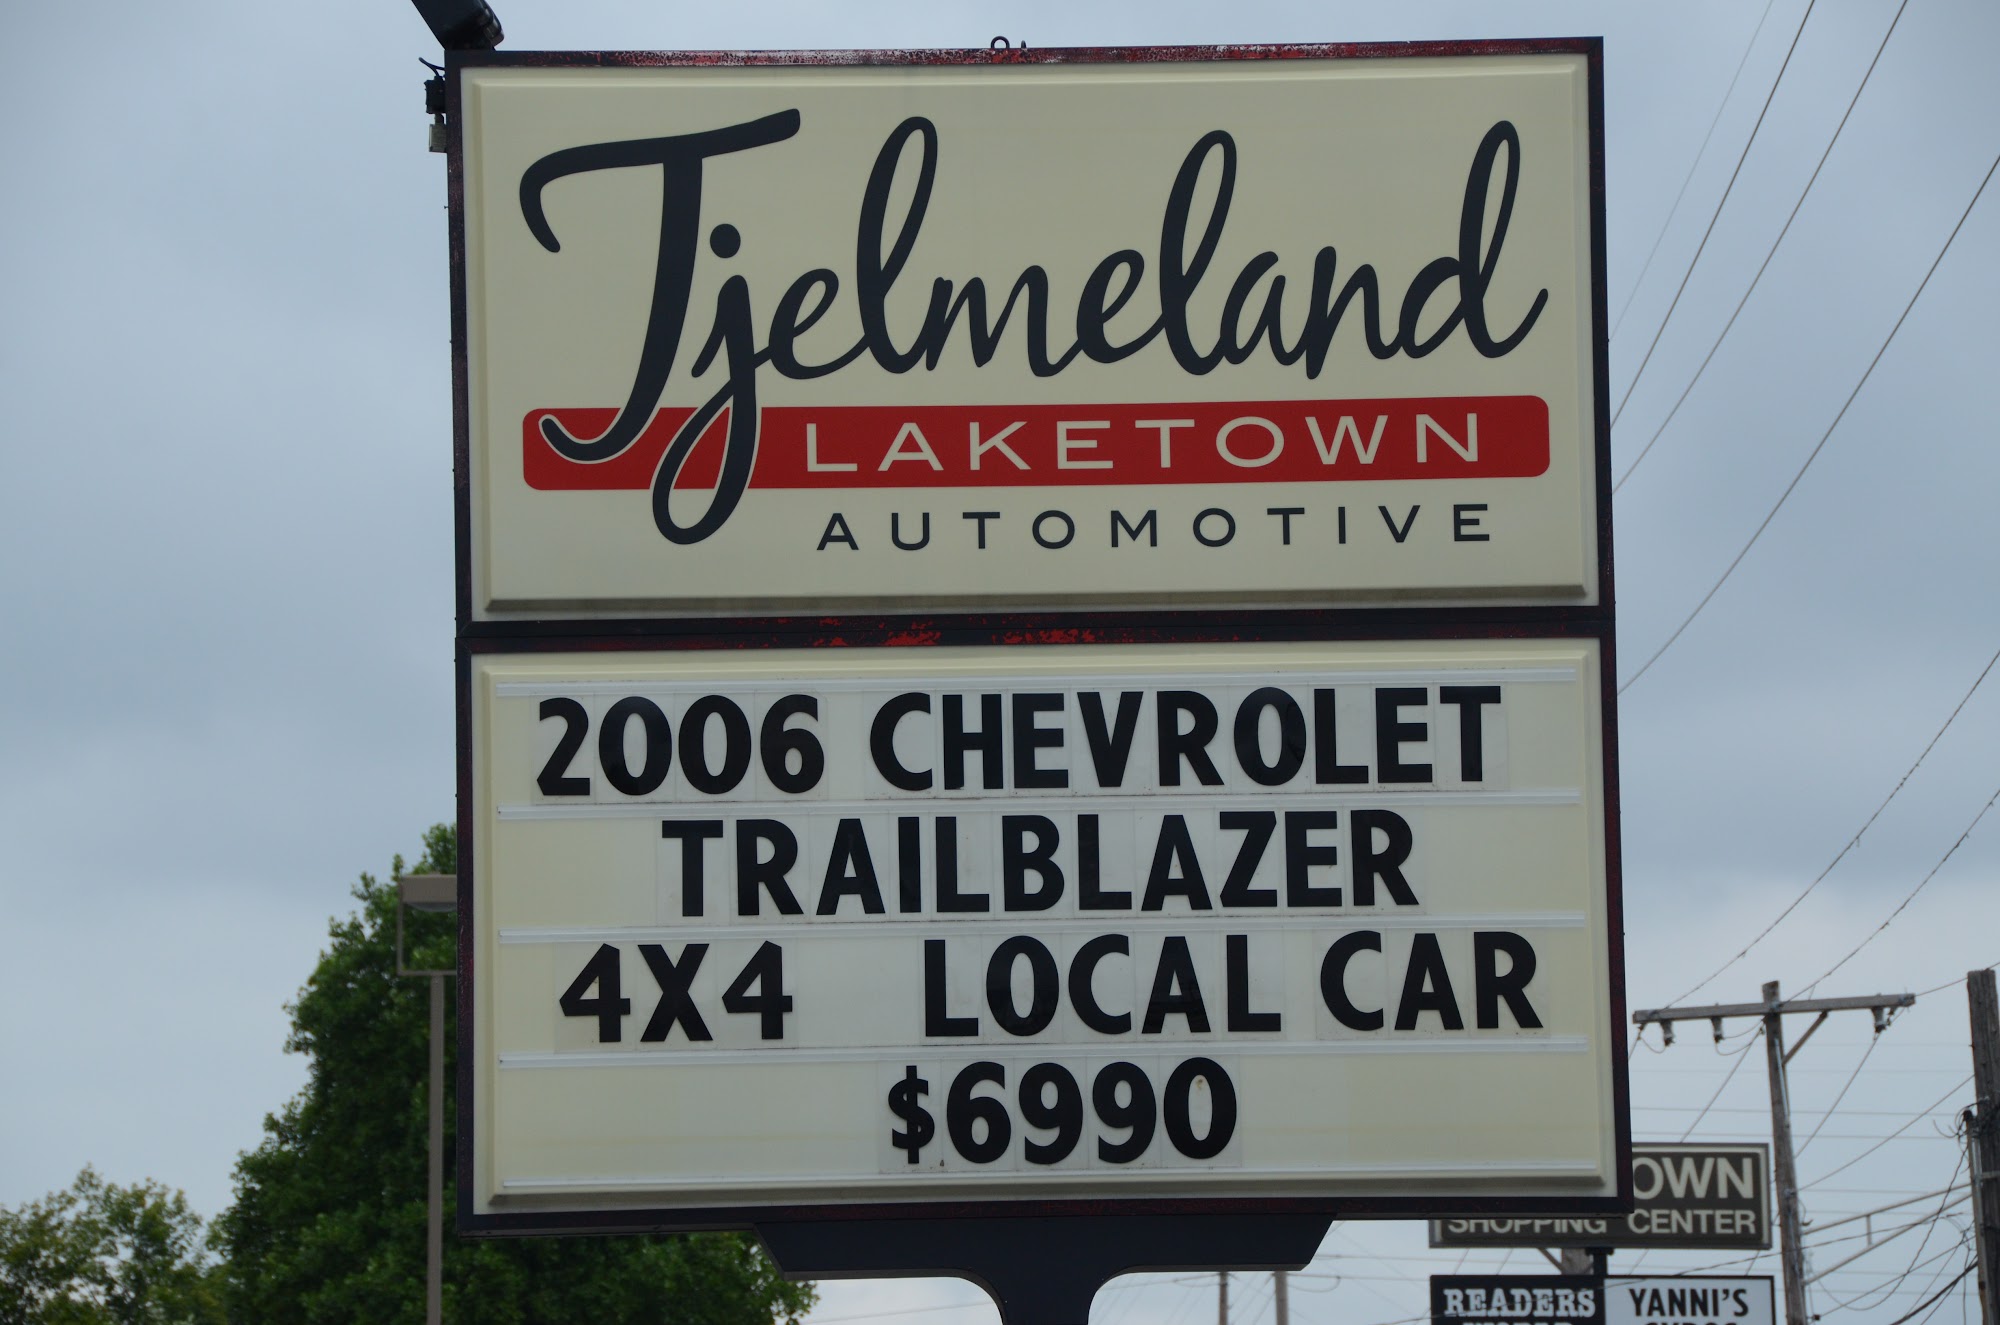 Tjelmeland
LAKETOWN
AUTOMOTIVE
2006 CHEVROLET
TRAILBLAZER
4X4 LOCAL CAR
$6990
OWN
SHOPPING CENTER
READERS
YANNI'S